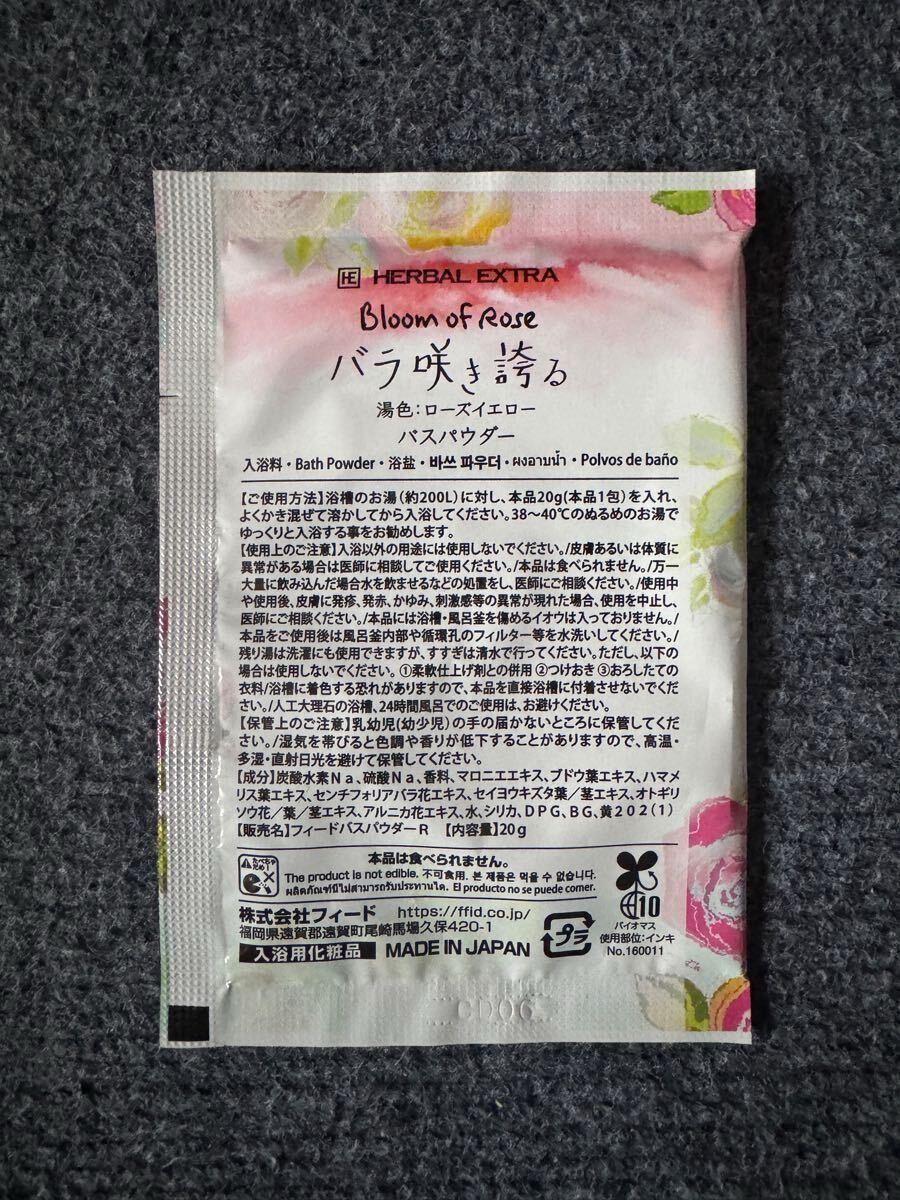 HE HERBAL EXTRA
Bloom of Rose
バラ咲き誇る
湯色：ローズイエロー
バスパウダー
入浴料・Bath Powder・浴盐・바쓰 파우더・ผงอาบน้ำ・Polvos de baño
【ご使用方法】浴槽のお湯（約200L）に対し、本品20g(本品1包）を入れ、
よくかき混ぜて溶かしてから入浴してください。38～40℃のぬるめのお湯で
ゆっくりと入浴する事をお勧めします。
【使用上のご注意】入浴以外の用途には使用しないでください。/皮膚あるいは体質に
異常がある場合は医師に相談してご使用ください。/本品は食べられません。/万一
大量に飲み込んだ場合水を飲ませるなどの処置をし、医師にご相談ください。/使用中
や使用後、皮膚に発疹、発赤、かゆみ、刺激感等の異常が現れた場合、使用を中止し、
医師にご相談ください。/本品には浴槽・風呂釜を傷めるイオウは入っておりません。/
本品をご使用後は風呂釜内部や循環孔のフィルター等を水洗いしてください。/
残り湯は洗濯にも使用できますが、すすぎは清水で行ってください。ただし、以下の
場合は使用しないでください。①柔軟仕上げ剤との併用 ②つけおき ③おろしたての
衣料/浴槽に着色する恐れがありますので、本品を直接浴槽に付着させないでくだ
さい。/人工大理石の浴槽、24時間風呂でのご使用は、お避けください。
【保管上のご注意】乳幼児(幼少児)の手の届かないところに保管してくだ
さい。/湿気を帯びると色調や香りが低下することがありますので、高温・
多湿・直射日光を避けて保管してください。
【成分】炭酸水素Na、硫酸Na、香料、マロニエエキス、ブドウ葉エキス、ハマメ
リス葉エキス、センチフォリアバラ花エキス、セイヨウキズタ葉／茎エキス、オトギリ
ソウ花／葉／茎エキス、アルニカ花エキス、水、シリカ、DPG、BG、黄202(1)
【販売名】フィードバスパウダーR 【内容量】20g
たべちゃだめ！
本品は食べられません。
The product is not edible. 不可食用. 본 제품은 먹을 수 없습니다.
ผลิตภัณฑ์นี้ไม่สามารถรับประทานได้. El producto no se puede comer.
株式会社フィード https://ffid.co.jp/
福岡県遠賀郡遠賀町尾崎馬場久保420-1
入浴用化粧品 MADE IN JAPAN
プラ
10
バイオマス
使用部位:インキ
No.160011